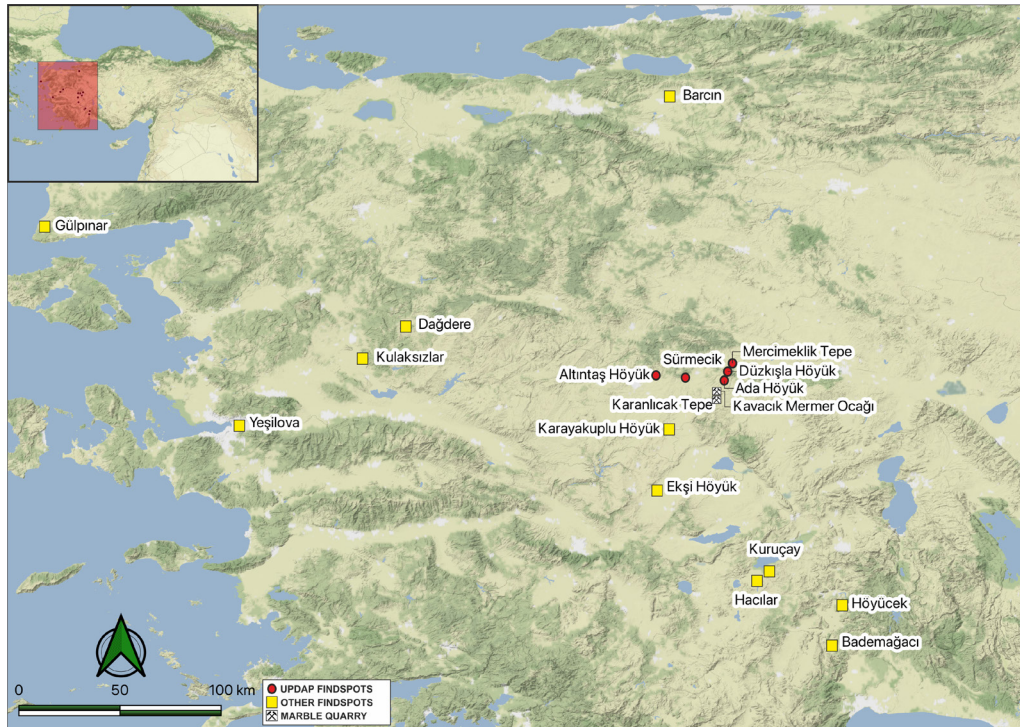 Barcın
Gülpınar
Dağdere
Kulaksızlar
Mercimeklik Tepe
Sürmecik
Altıntaş Höyük
Düzkışla Höyük
Ada Höyük
Karanlıcak Tepe
Kavacık Mermer Ocağı
Yeşilova
Karayakuplu Höyük
Ekşi Höyük
Kuruçay
Hacılar
Höyücek
Bademağacı
0 50 100 km
UPDAP FINDSPOTS
OTHER FINDSPOTS
MARBLE QUARRY